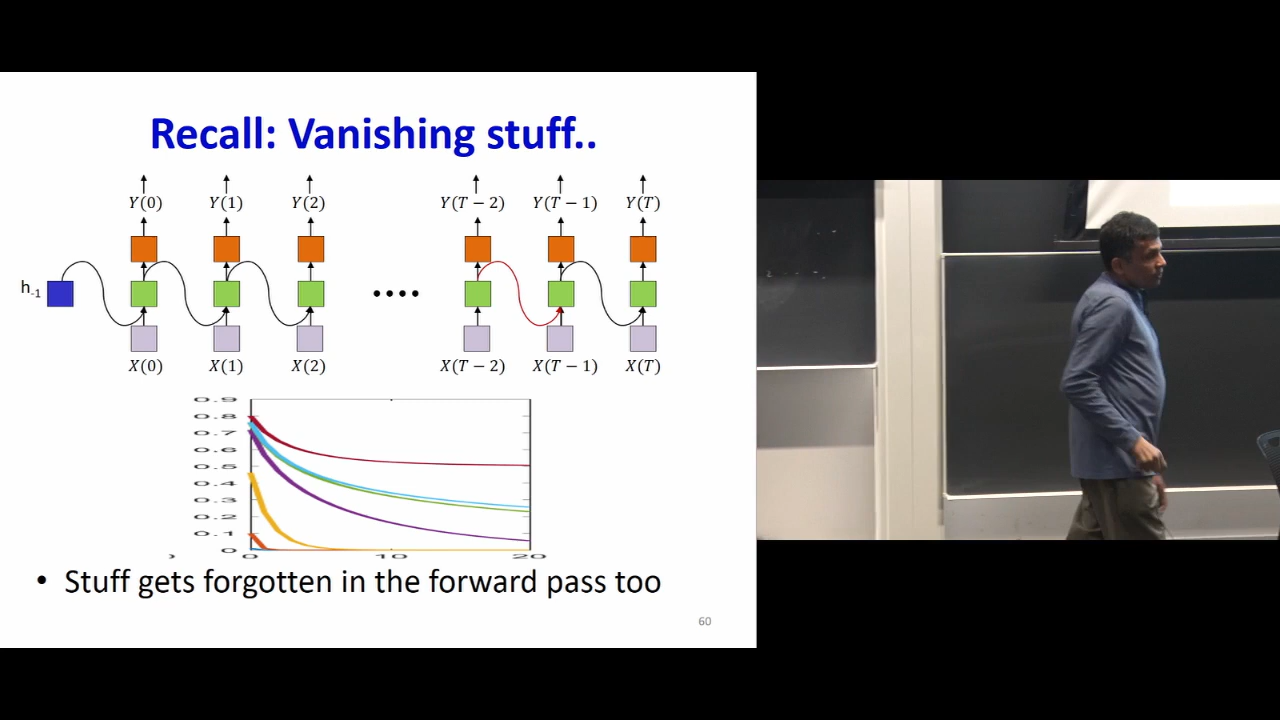 Recall: Vanishing stuff..
Y(0) Y(1) Y(2) Y(T − 2) Y(T − 1) Y(T)
h-1
X(0) X(1) X(2) X(T − 2) X(T − 1) X(T)
0.9
0.8
0.7
0.6
0.5
0.4
0.3
0.2
0.1
0
0 10 20
• Stuff gets forgotten in the forward pass too
60